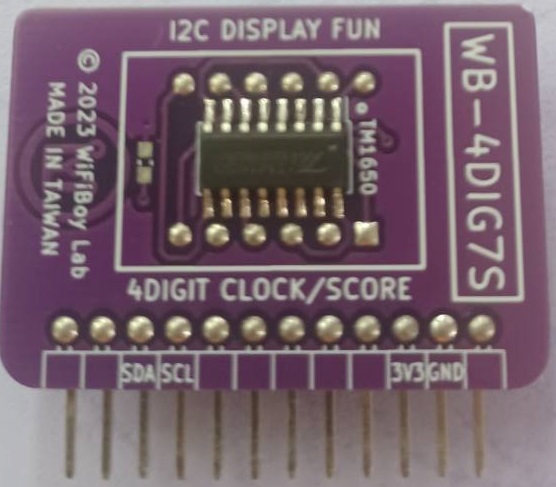 I2C DISPLAY FUN
WB-4DIG7S
© 2023 WiFiBoy Lab
MADE IN TAIWAN
TM1650
4DIGIT CLOCK/SCORE
SDA SCL 3V3 GND